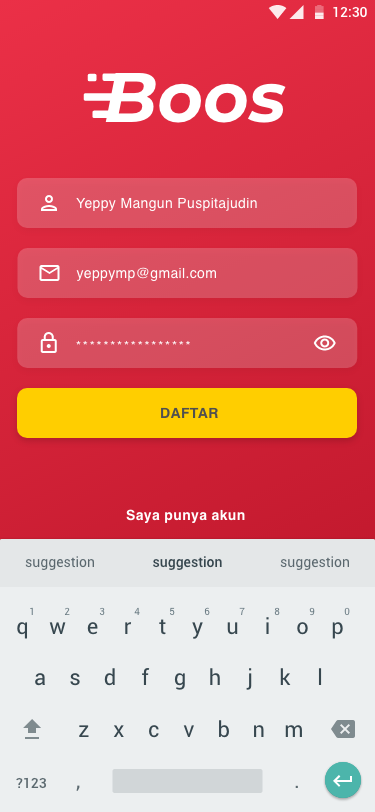 12:30
Boos
Yeppy Mangun Puspitajudin
yeppymp@gmail.com
*****************
DAFTAR
Saya punya akun
suggestion suggestion suggestion
1 2 3 4 5 6 7 8 9 0
q w e r t y u i o p
a s d f g h j k l
z x c v b n m
?123 , .